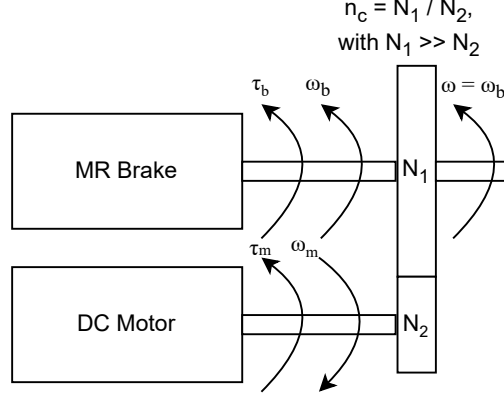 n_c = N_1 / N_2,
with N_1 >> N_2
τ_b ω_b ω = ω_b
MR Brake N_1
τ_m ω_m
DC Motor N_2